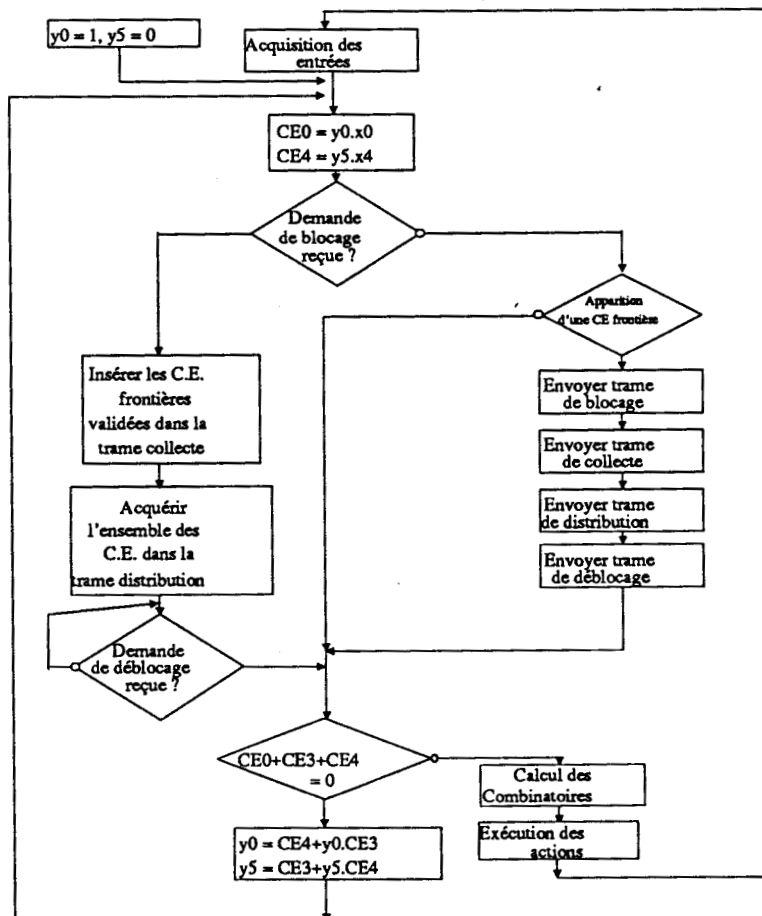 y0 = 1, y5 = 0
Acquisition des
entrées
CE0 = y0.x0
CE4 = y5.x4
Demande
de blocage
reçue ?
Apparition
d'une CE frontière
Insérer les C.E.
frontières
validées dans la
trame collecte
Envoyer trame
de blocage
Envoyer trame
de collecte
Acquérir
l'ensemble des
C.E. dans la
trame distribution
Envoyer trame
de distribution
Envoyer trame
de déblocage
Demande
de déblocage
reçue ?
CE0+CE3+CE4
= 0
Calcul des
Combinatoires
y0 = CE4+y0.CE3
y5 = CE3+y5.CE4
Exécution des
actions